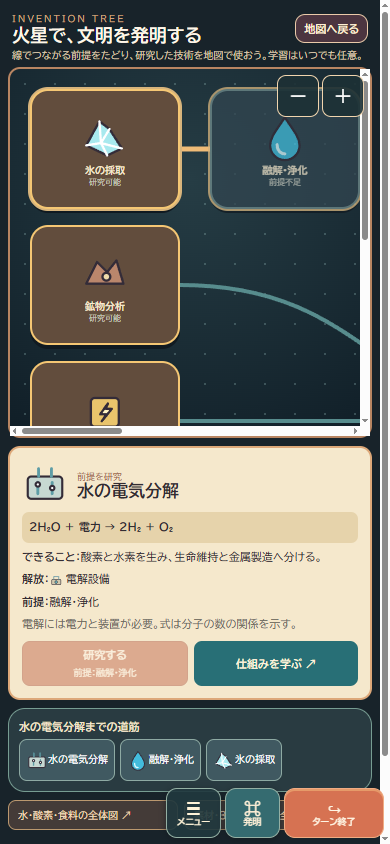 INVENTION TREE
火星で、文明を発明する
地図へ戻る
線でつながる前提をたどり、研究した技術を地図で使おう。学習はいつでも任意。
− +
氷の採取
研究可能
融解・浄化
前提不足
鉱物分析
研究可能
前提を研究
水の電気分解
2H₂O + 電力 → 2H₂ + O₂
できること：酸素と水素を生み、生命維持と金属製造へ分ける。
解放： 電解設備
前提：融解・浄化
電解には電力と装置が必要。式は分子の数の関係を示す。
研究する
前提：融解・浄化
仕組みを学ぶ ↗
水の電気分解までの道筋
水の電気分解
融解・浄化
氷の採取
水・酸素・食料の全体図 ↗
メニュー
発明
ターン終了